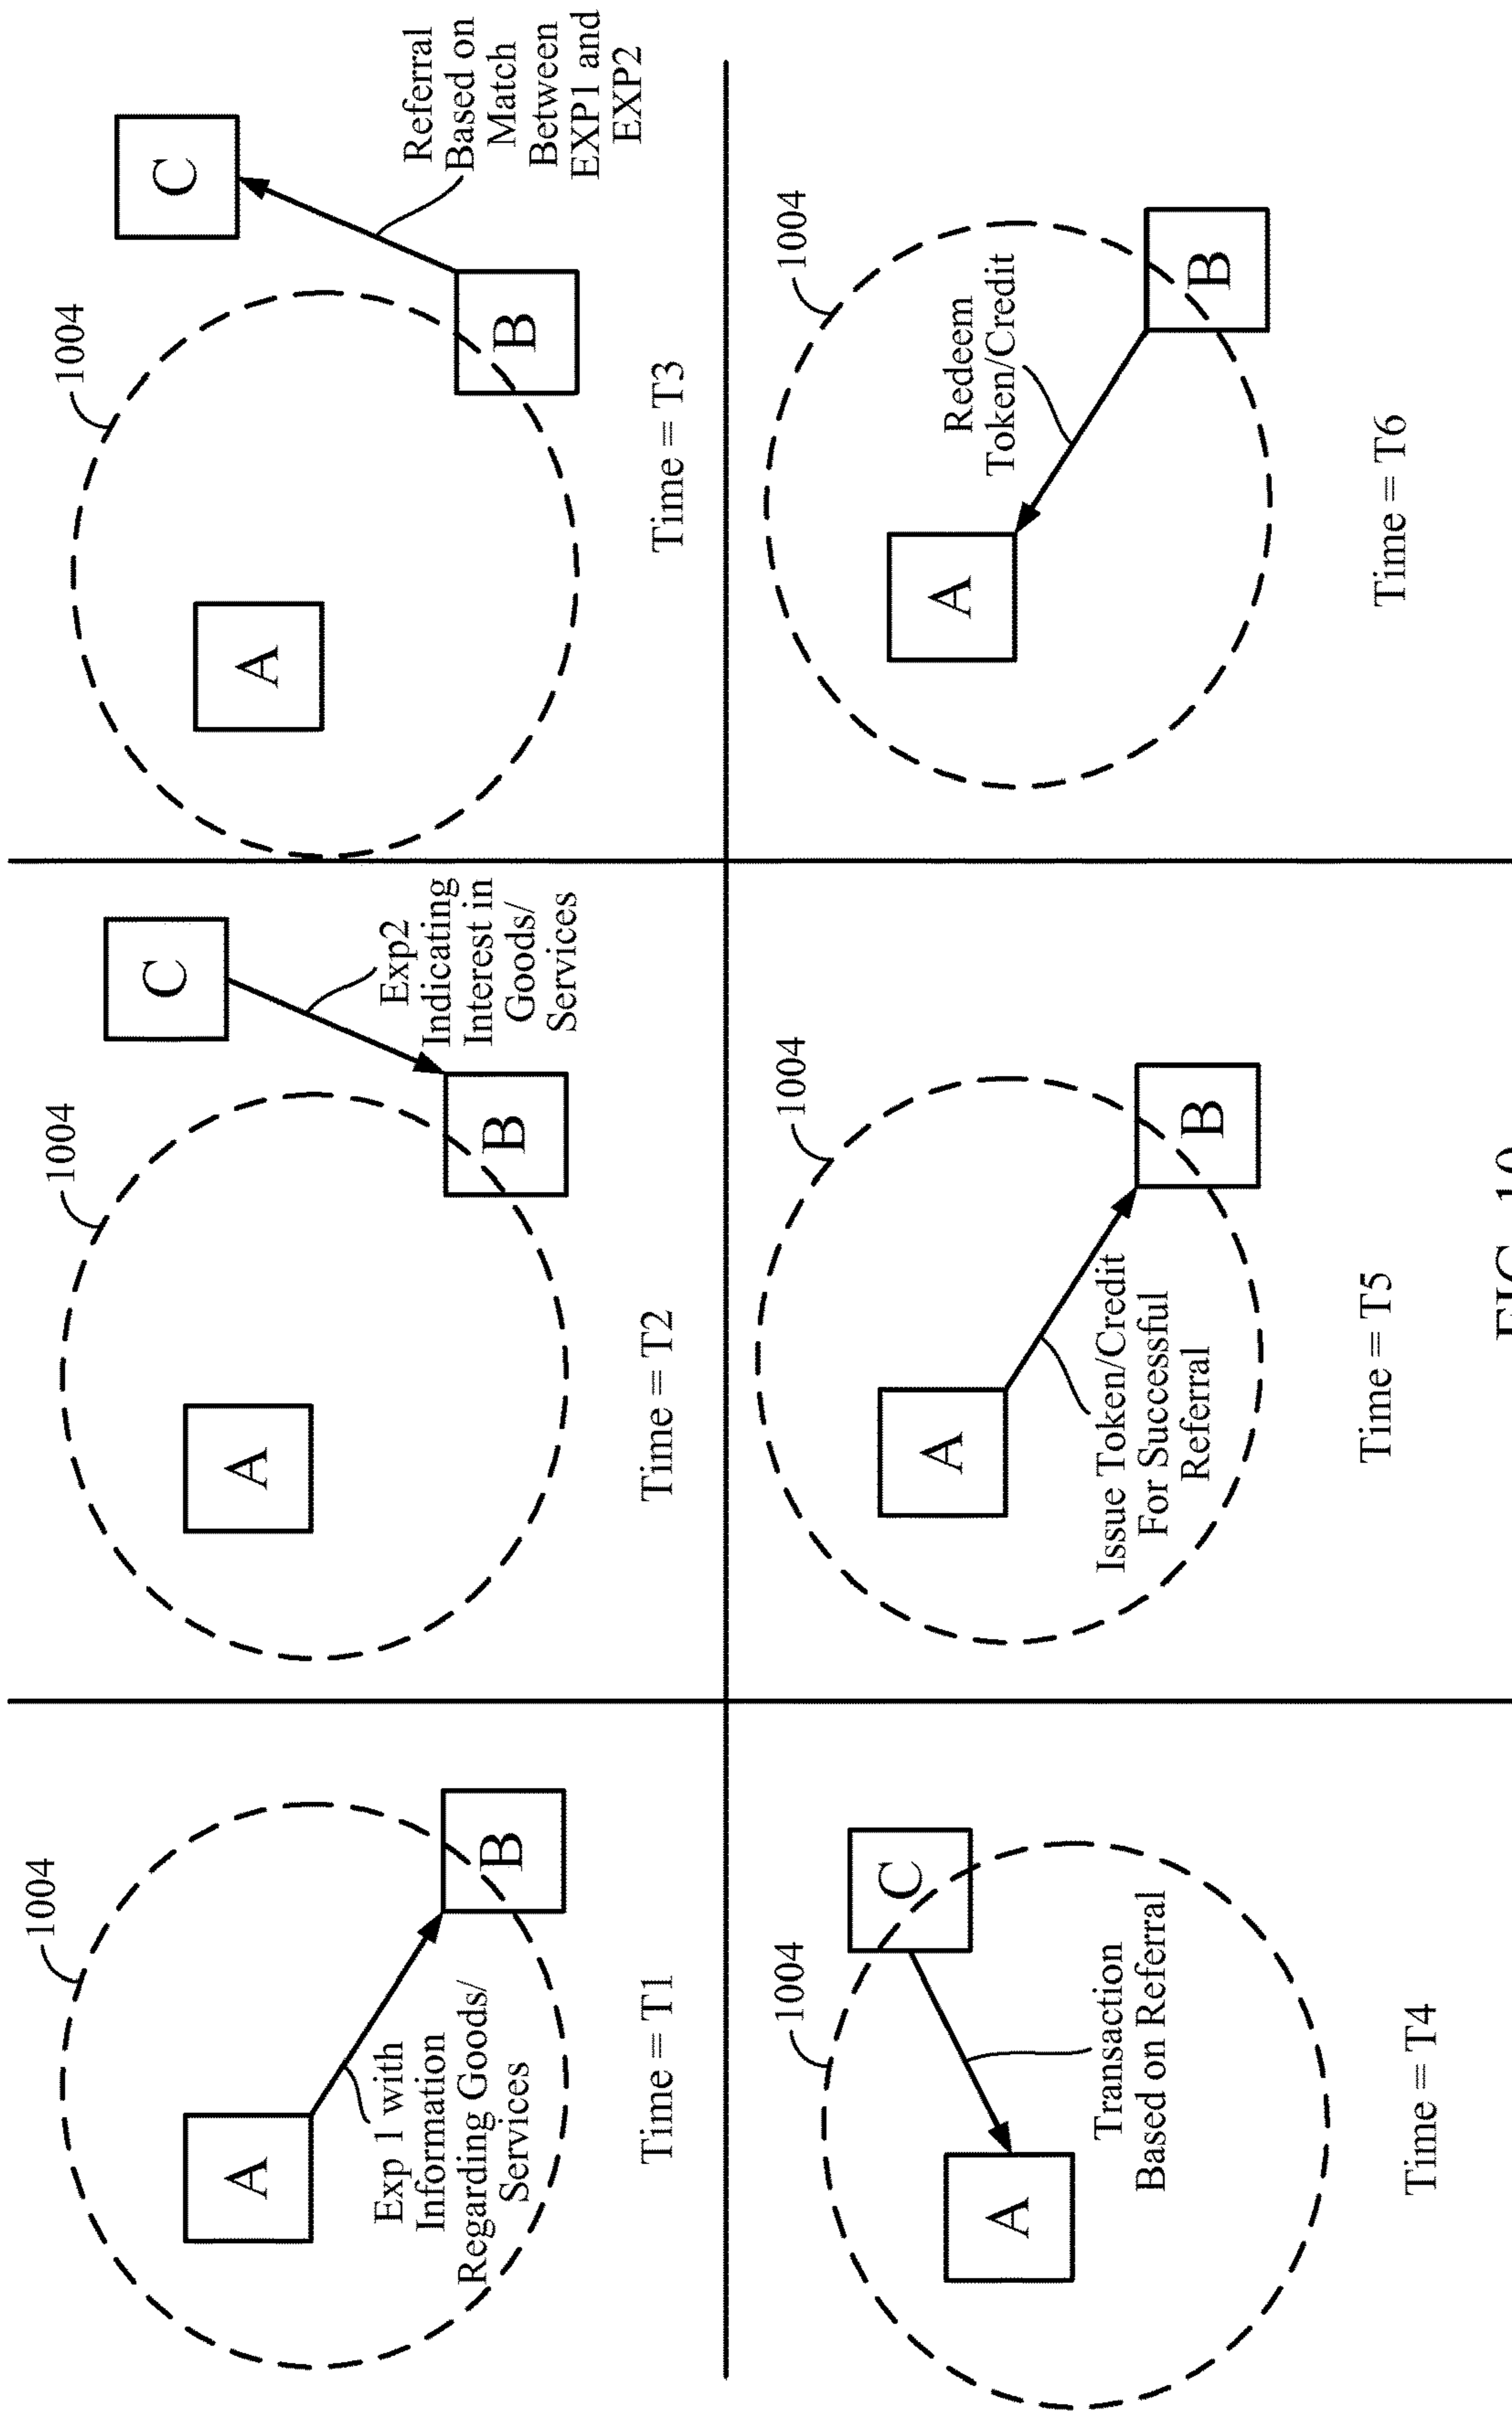 1004
A
B
Exp 1 with
Information
Regarding Goods/
Services
Time = T1
1004
C
A
B
Exp2
Indicating
Interest in
Goods/
Services
Time = T2
1004
C
A
B
Referral
Based on
Match
Between
EXP1 and
EXP2
Time = T3
1004
C
A
Transaction
Based on Referral
Time = T4
1004
A
B
Issue Token/Credit
For Successful
Referral
Time = T5
1004
A
B
Redeem
Token/Credit
Time = T6
FIG. 10